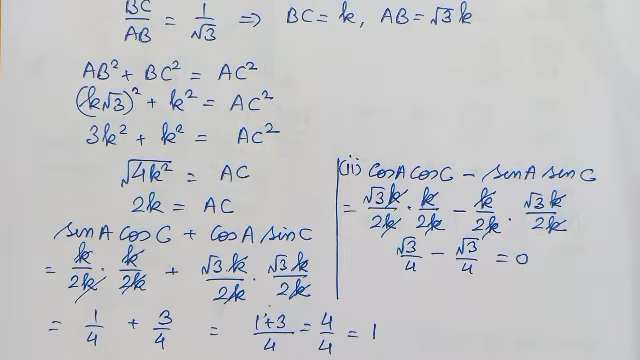 BC/AB = 1/√3 ⇒ BC = k, AB = √3 k
AB² + BC² = AC²
(k√3)² + k² = AC²
3k² + k² = AC²
√4k² = AC
2k = AC
sinA cosC + cosA sinC
= k/2k · k/2k + √3 k/2k · √3 k/2k
= 1/4 + 3/4 = 1+3/4 = 4/4 = 1
(ii) cosA cosC - sinA sinC
= √3k/2k · k/2k - k/2k · √3k/2k
√3/4 - √3/4 = 0